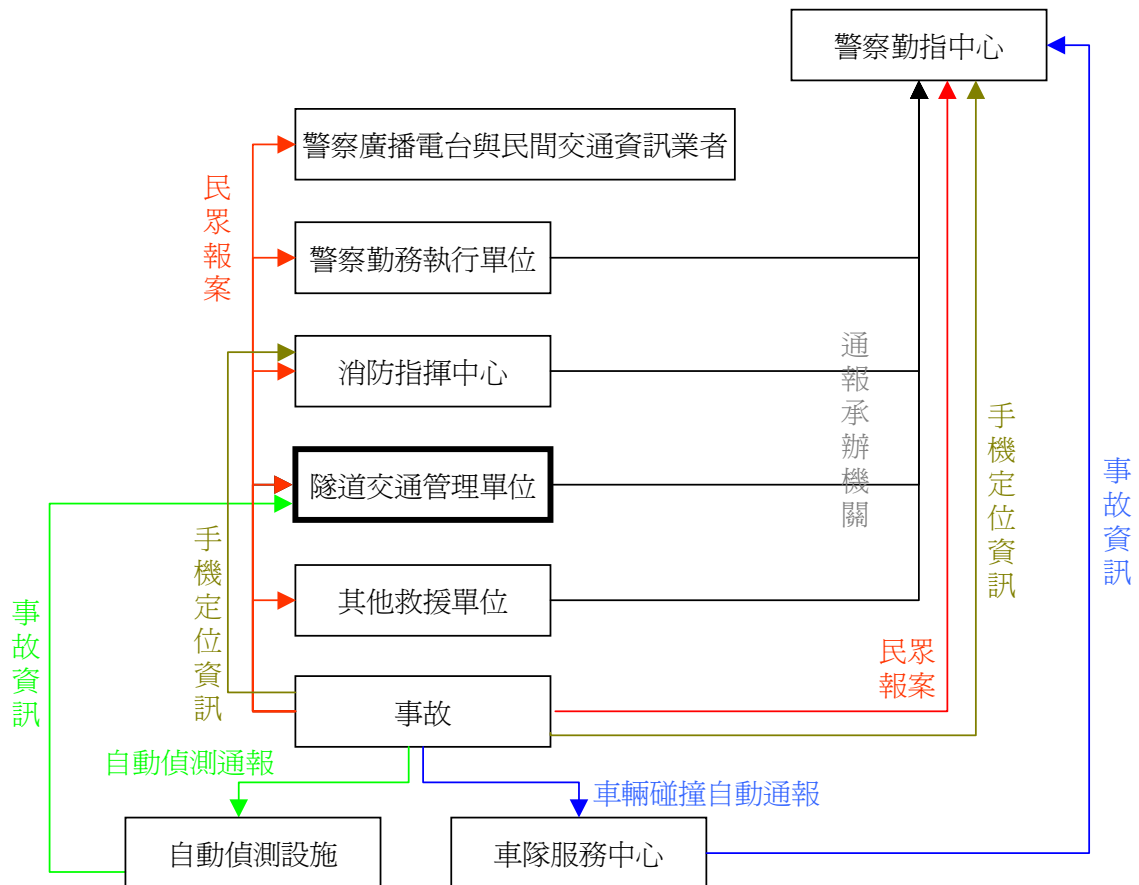 警察勤指中心
警察廣播電台與民間交通資訊業者
民眾報案
警察勤務執行單位
消防指揮中心
通報承辦機關
手機定位資訊
隧道交通管理單位
事故資訊
手機定位資訊
其他救援單位
事故資訊
民眾
報案
事故
自動偵測通報
車輛碰撞自動通報
自動偵測設施
車隊服務中心